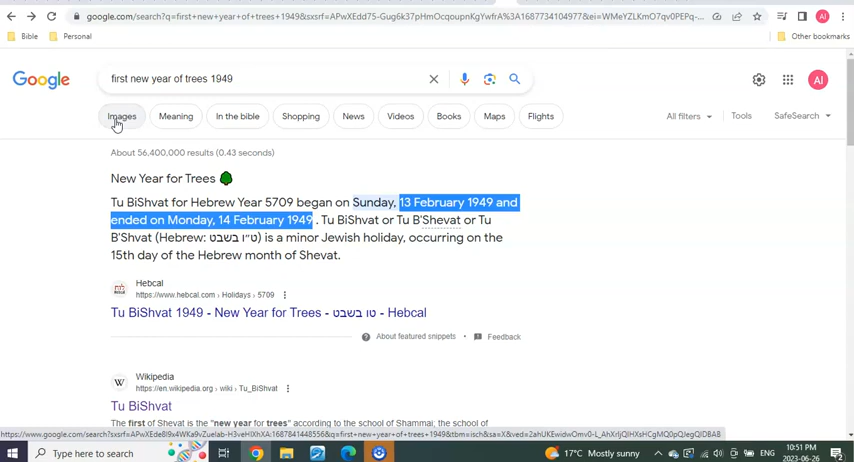 google.com/search?q=first+new+year+of+trees+1949&sxsrf=APwXEdd75-Gug6k37pHmOcqoupnKgYwfrA%3A1687734104977&ei=WMeYZLKmO7qv0PEPq-...
Bible Personal Other bookmarks
Google first new year of trees 1949 AI
Images Meaning In the bible Shopping News Videos Books Maps Flights All filters Tools SafeSearch
About 56,400,000 results (0.43 seconds)
New Year for Trees
Tu BiShvat for Hebrew Year 5709 began on Sunday, 13 February 1949 and
ended on Monday, 14 February 1949 . Tu BiShvat or Tu B'Shevat or Tu
B'Shvat (Hebrew: ט״ו בשבט) is a minor Jewish holiday, occurring on the
15th day of the Hebrew month of Shevat.
Hebcal
https://www.hebcal.com › Holidays › 5709
Tu BiShvat 1949 - New Year for Trees - טו בשבט - Hebcal
About featured snippets • Feedback
W Wikipedia
https://en.wikipedia.org › wiki › Tu_BiShvat
Tu BiShvat
The first of Shevat is the "new year for trees" according to the school of Shammai; the school of
Type here to search 17°C Mostly sunny ENG 10:51 PM
2023-06-26 2